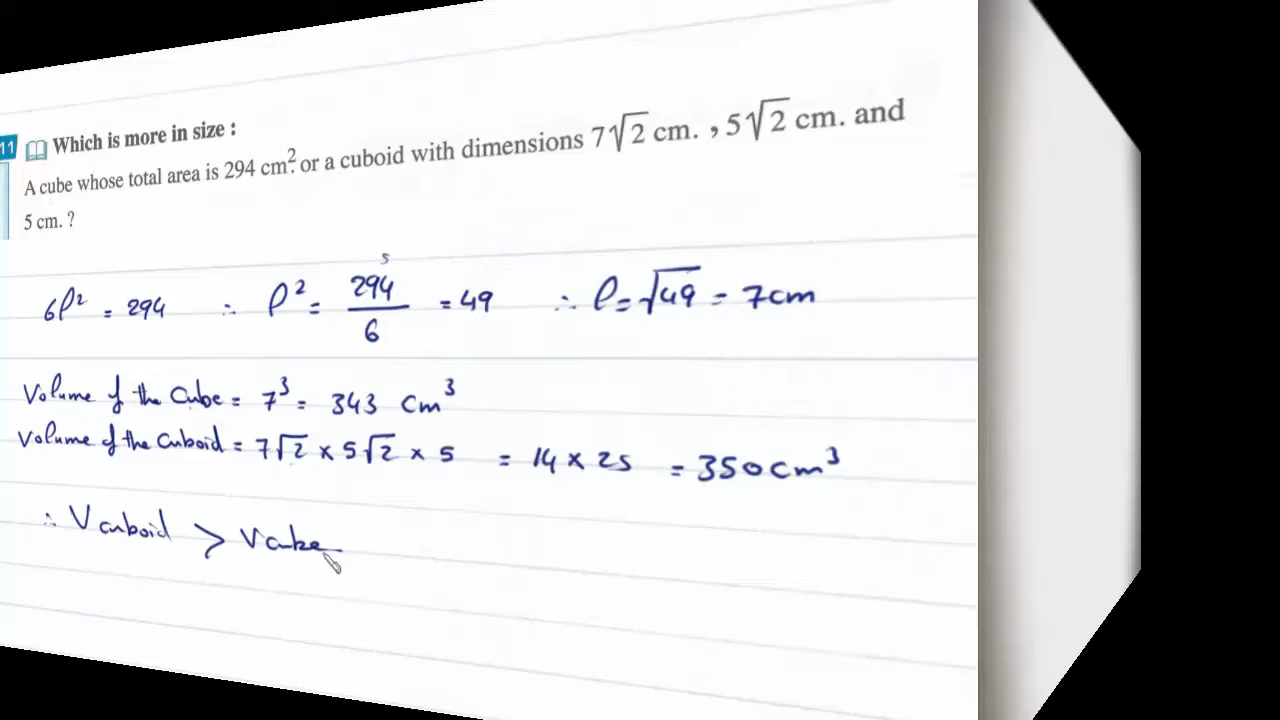 11 Which is more in size :
A cube whose total area is 294 cm². or a cuboid with dimensions 7√2 cm. , 5√2 cm. and
5 cm. ?
6l² = 294 ∴ l² = 294/6 = 49 ∴ l = √49 = 7cm
Volume of the Cube = 7³ = 343 cm³
Volume of the Cuboid = 7√2 × 5√2 × 5 = 14 × 25 = 350 cm³
∴ V cuboid > V cube